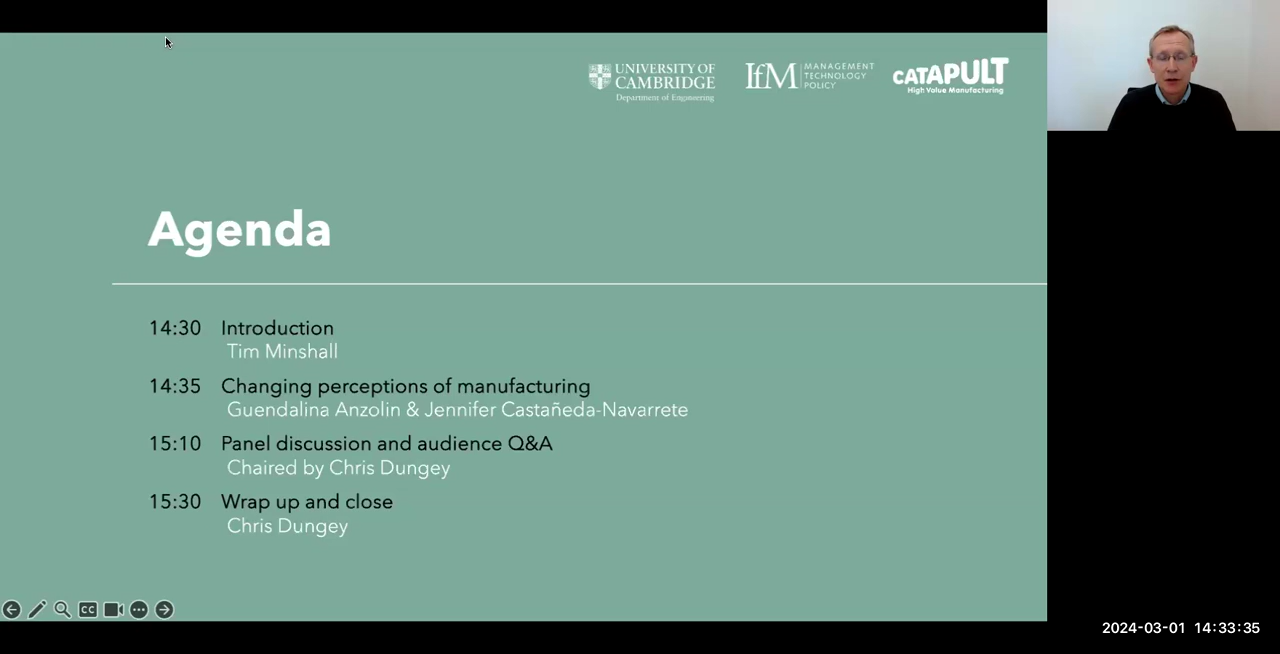 UNIVERSITY OF
CAMBRIDGE
Department of Engineering
IfM
MANAGEMENT
TECHNOLOGY
POLICY
CATAPULT
High Value Manufacturing
Agenda
14:30 Introduction
Tim Minshall
14:35 Changing perceptions of manufacturing
Guendalina Anzolin & Jennifer Castañeda-Navarrete
15:10 Panel discussion and audience Q&A
Chaired by Chris Dungey
15:30 Wrap up and close
Chris Dungey
CC
2024-03-01 14:33:35